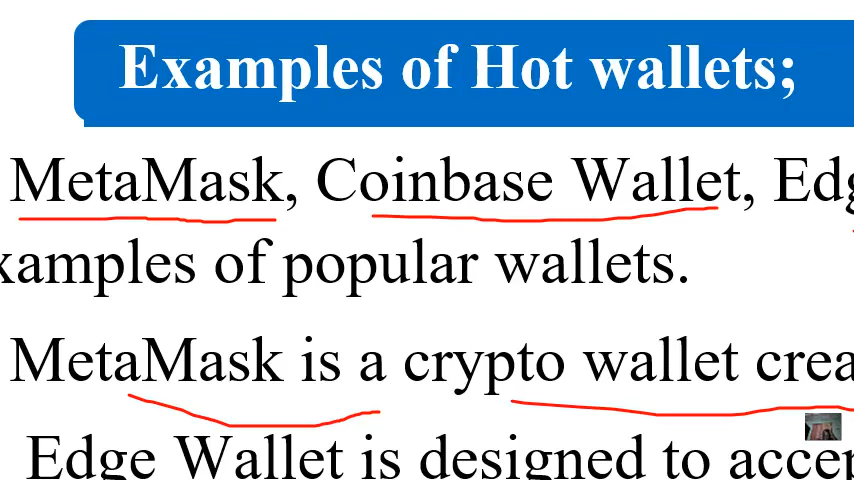 Examples of Hot wallets;
MetaMask, Coinbase Wallet, Edg
xamples of popular wallets.
MetaMask is a crypto wallet crea
Edge Wallet is designed to accep